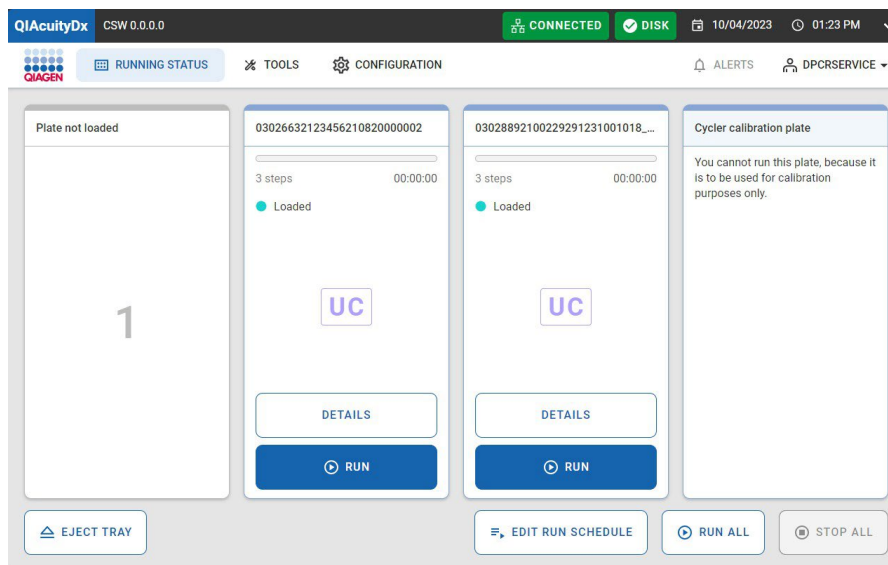 QIAcuityDx CSW 0.0.0.0 CONNECTED DISK 10/04/2023 01:23 PM
QIAGEN RUNNING STATUS TOOLS CONFIGURATION ALERTS DPCRSERVICE
Plate not loaded
1
03026632123456210820000002
3 steps 00:00:00
Loaded
UC
DETAILS
RUN
03028892100229291231001018_...
3 steps 00:00:00
Loaded
UC
DETAILS
RUN
Cycler calibration plate
You cannot run this plate, because it
is to be used for calibration
purposes only.
EJECT TRAY EDIT RUN SCHEDULE RUN ALL STOP ALL